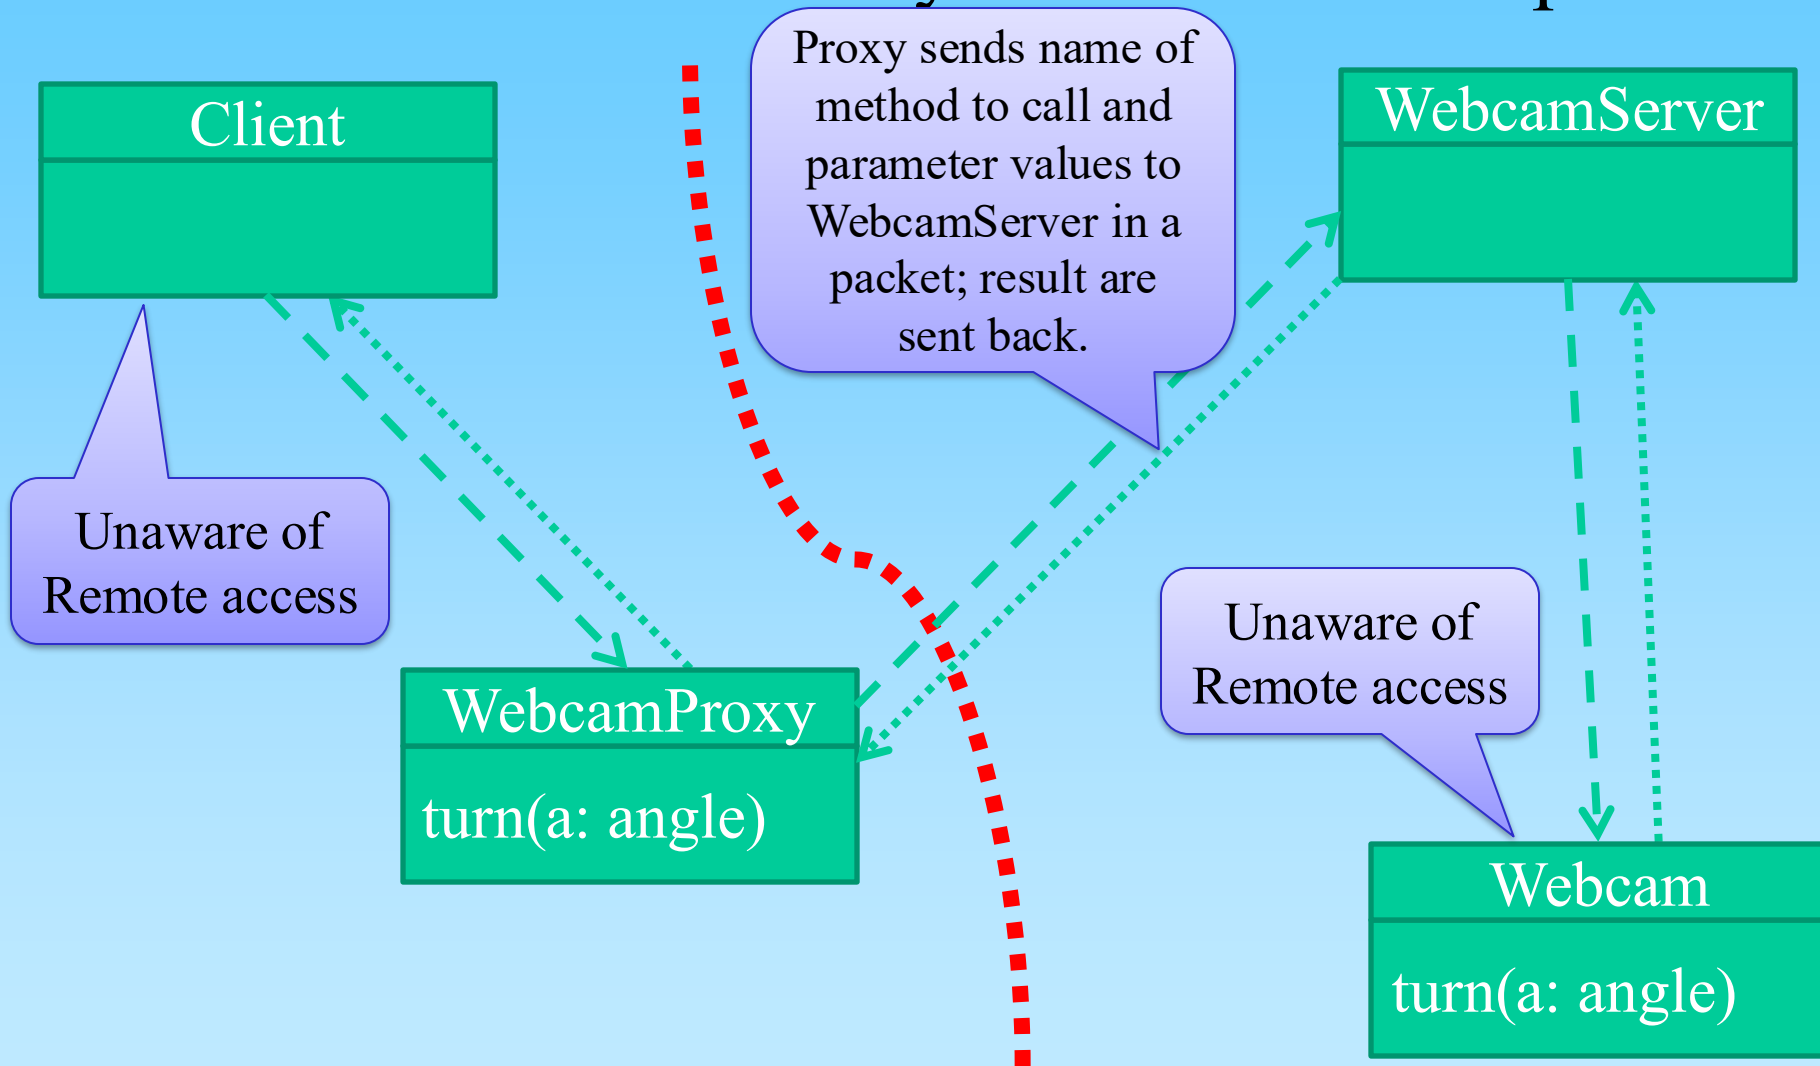 Client
Proxy sends name of
method to call and
parameter values to
WebcamServer in a
packet; result are
sent back.
WebcamServer
Unaware of
Remote access
Unaware of
Remote access
WebcamProxy
turn(a: angle)
Webcam
turn(a: angle)